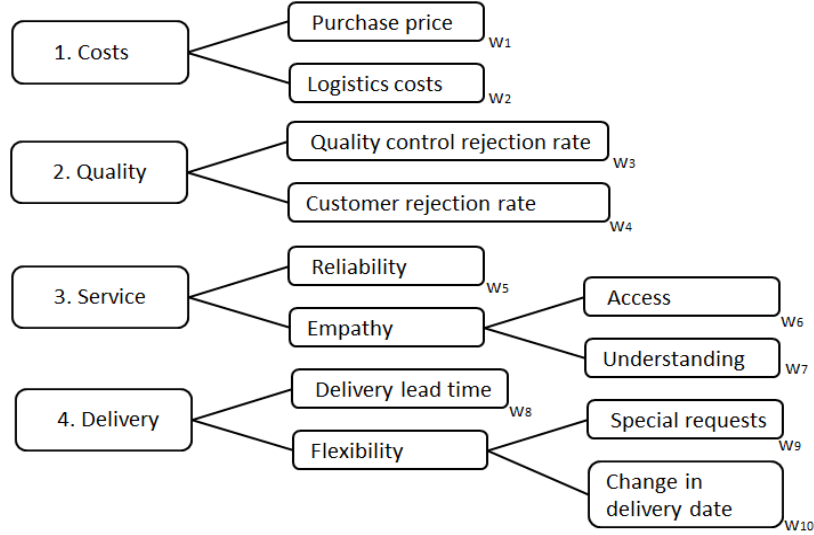 1. Costs
Purchase price
W1
Logistics costs
W2
2. Quality
Quality control rejection rate
W3
Customer rejection rate
W4
3. Service
Reliability
W5
Empathy
Access
W6
Understanding
W7
4. Delivery
Delivery lead time
W8
Flexibility
Special requests
W9
Change in
delivery date
W10